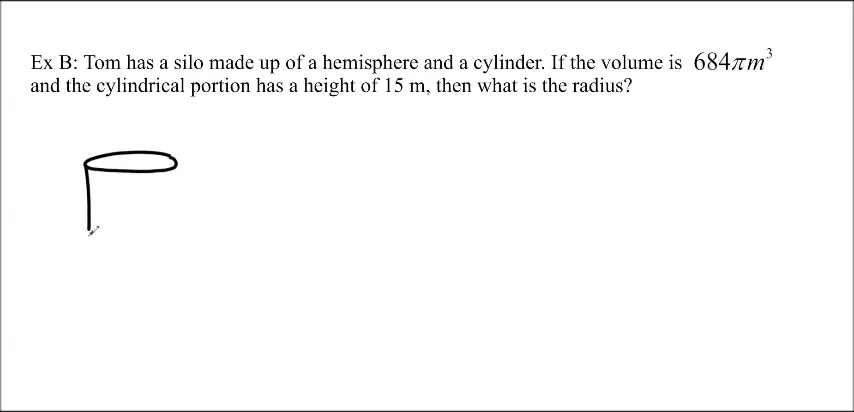 Ex B: Tom has a silo made up of a hemisphere and a cylinder. If the volume is 684πm³
and the cylindrical portion has a height of 15 m, then what is the radius?